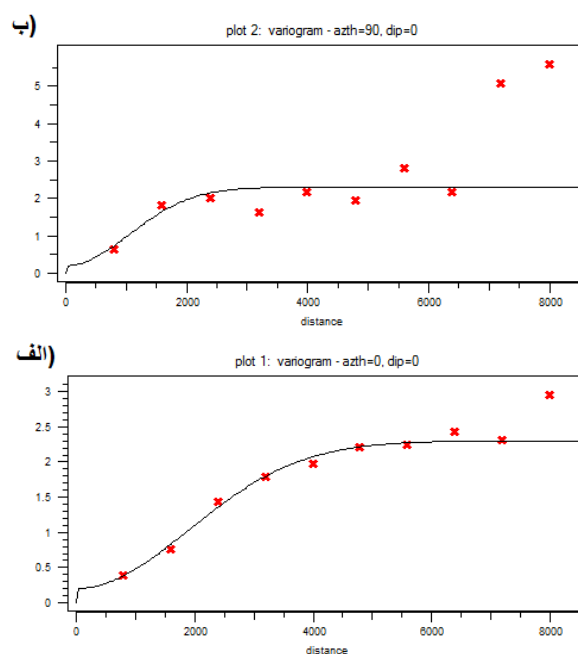 ب)
plot 2: variogram - azth=90, dip=0
5
4
3
2
1
0
0 2000 4000 6000 8000
distance
الف)
plot 1: variogram - azth=0, dip=0
3
2.5
2
1.5
1
0.5
0
0 2000 4000 6000 8000
distance